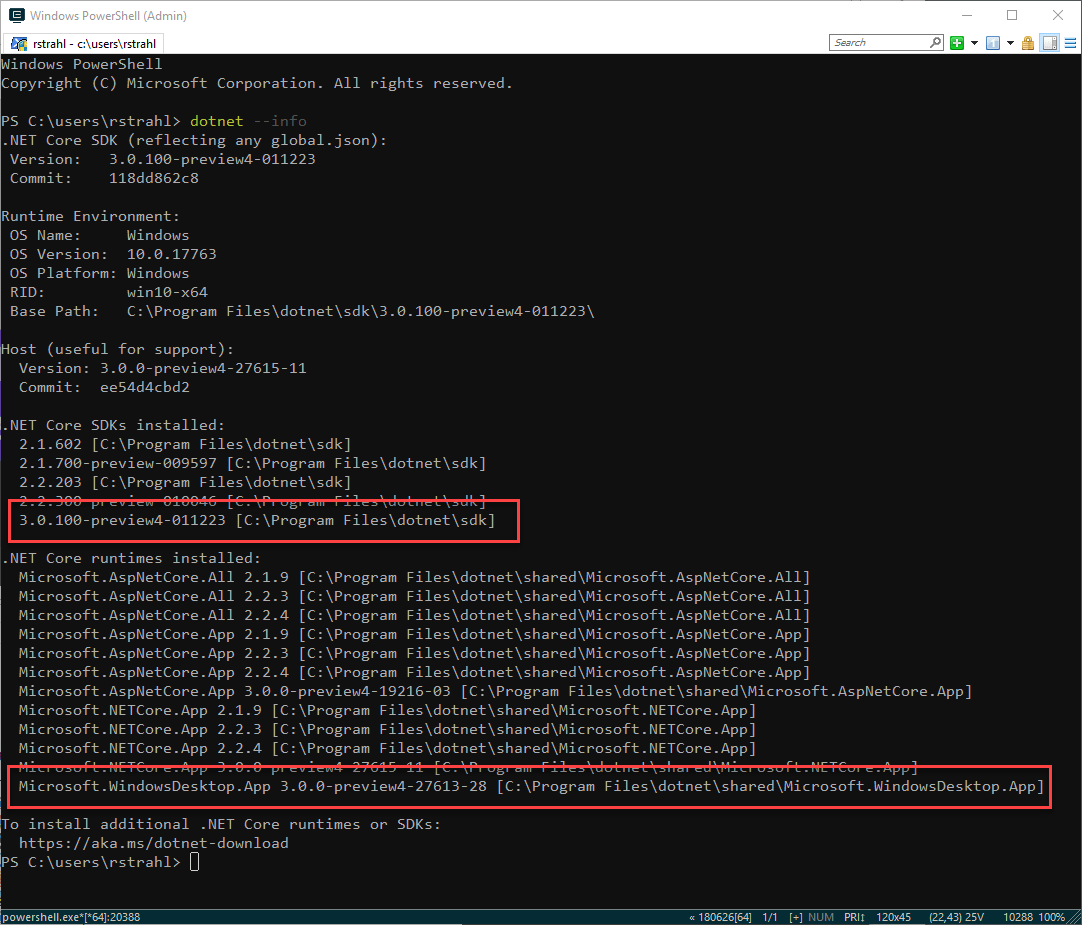 Windows PowerShell (Admin)
rstrahl - c:\users\rstrahl
Search
Windows PowerShell
Copyright (C) Microsoft Corporation. All rights reserved.
PS C:\users\rstrahl> dotnet --info
.NET Core SDK (reflecting any global.json):
Version: 3.0.100-preview4-011223
Commit: 118dd862c8
Runtime Environment:
OS Name: Windows
OS Version: 10.0.17763
OS Platform: Windows
RID: win10-x64
Base Path: C:\Program Files\dotnet\sdk\3.0.100-preview4-011223\
Host (useful for support):
Version: 3.0.0-preview4-27615-11
Commit: ee54d4cbd2
.NET Core SDKs installed:
2.1.602 [C:\Program Files\dotnet\sdk]
2.1.700-preview-009597 [C:\Program Files\dotnet\sdk]
2.2.203 [C:\Program Files\dotnet\sdk]
2.2.300-preview-010046 [C:\Program Files\dotnet\sdk]
3.0.100-preview4-011223 [C:\Program Files\dotnet\sdk]
.NET Core runtimes installed:
Microsoft.AspNetCore.All 2.1.9 [C:\Program Files\dotnet\shared\Microsoft.AspNetCore.All]
Microsoft.AspNetCore.All 2.2.3 [C:\Program Files\dotnet\shared\Microsoft.AspNetCore.All]
Microsoft.AspNetCore.All 2.2.4 [C:\Program Files\dotnet\shared\Microsoft.AspNetCore.All]
Microsoft.AspNetCore.App 2.1.9 [C:\Program Files\dotnet\shared\Microsoft.AspNetCore.App]
Microsoft.AspNetCore.App 2.2.3 [C:\Program Files\dotnet\shared\Microsoft.AspNetCore.App]
Microsoft.AspNetCore.App 2.2.4 [C:\Program Files\dotnet\shared\Microsoft.AspNetCore.App]
Microsoft.AspNetCore.App 3.0.0-preview4-19216-03 [C:\Program Files\dotnet\shared\Microsoft.AspNetCore.App]
Microsoft.NETCore.App 2.1.9 [C:\Program Files\dotnet\shared\Microsoft.NETCore.App]
Microsoft.NETCore.App 2.2.3 [C:\Program Files\dotnet\shared\Microsoft.NETCore.App]
Microsoft.NETCore.App 2.2.4 [C:\Program Files\dotnet\shared\Microsoft.NETCore.App]
Microsoft.NETCore.App 3.0.0-preview4-27615-11 [C:\Program Files\dotnet\shared\Microsoft.NETCore.App]
Microsoft.WindowsDesktop.App 3.0.0-preview4-27613-28 [C:\Program Files\dotnet\shared\Microsoft.WindowsDesktop.App]
To install additional .NET Core runtimes or SDKs:
https://aka.ms/dotnet-download
PS C:\users\rstrahl>
powershell.exe*[*64]:20388 « 180626[64] 1/1 [+] NUM PRI↕ 120x45 (22,43) 25V 10288 100%